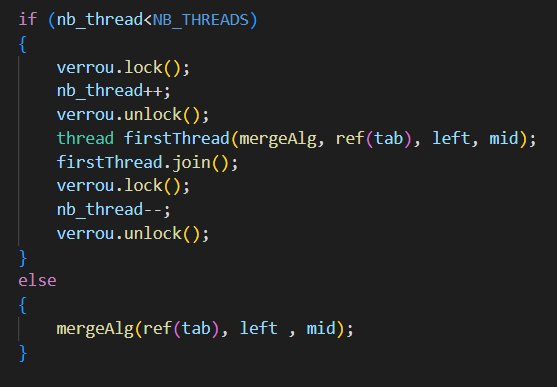 if (nb_thread<NB_THREADS)
{
verrou.lock();
nb_thread++;
verrou.unlock();
thread firstThread(mergeAlg, ref(tab), left, mid);
firstThread.join();
verrou.lock();
nb_thread--;
verrou.unlock();
}
else
{
mergeAlg(ref(tab), left , mid);
}